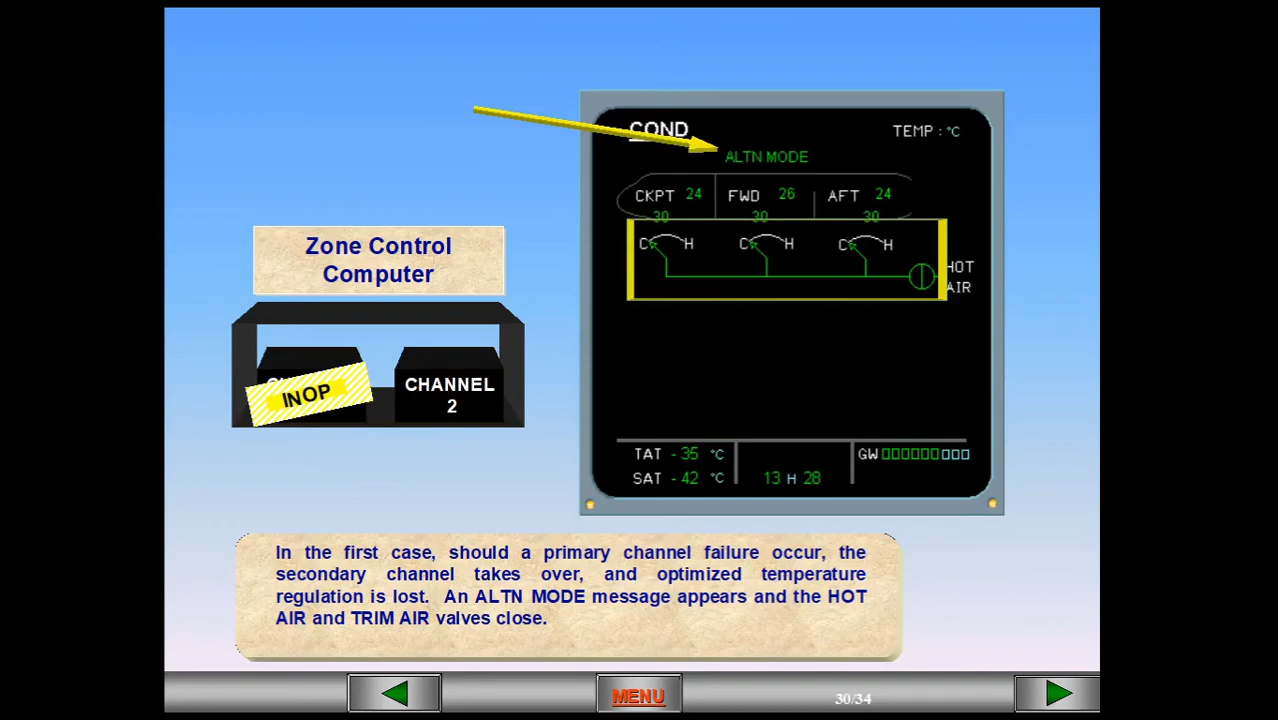 COND
TEMP : °C
ALTN MODE
CKPT 24 FWD 26 AFT 24
30 30 30
C H C H C H
HOT
AIR
Zone Control
Computer
INOP
CHANNEL
2
TAT - 35 °C
SAT - 42 °C
13 H 28
GW
In the first case, should a primary channel failure occur, the
secondary channel takes over, and optimized temperature
regulation is lost. An ALTN MODE message appears and the HOT
AIR and TRIM AIR valves close.
MENU
30/34